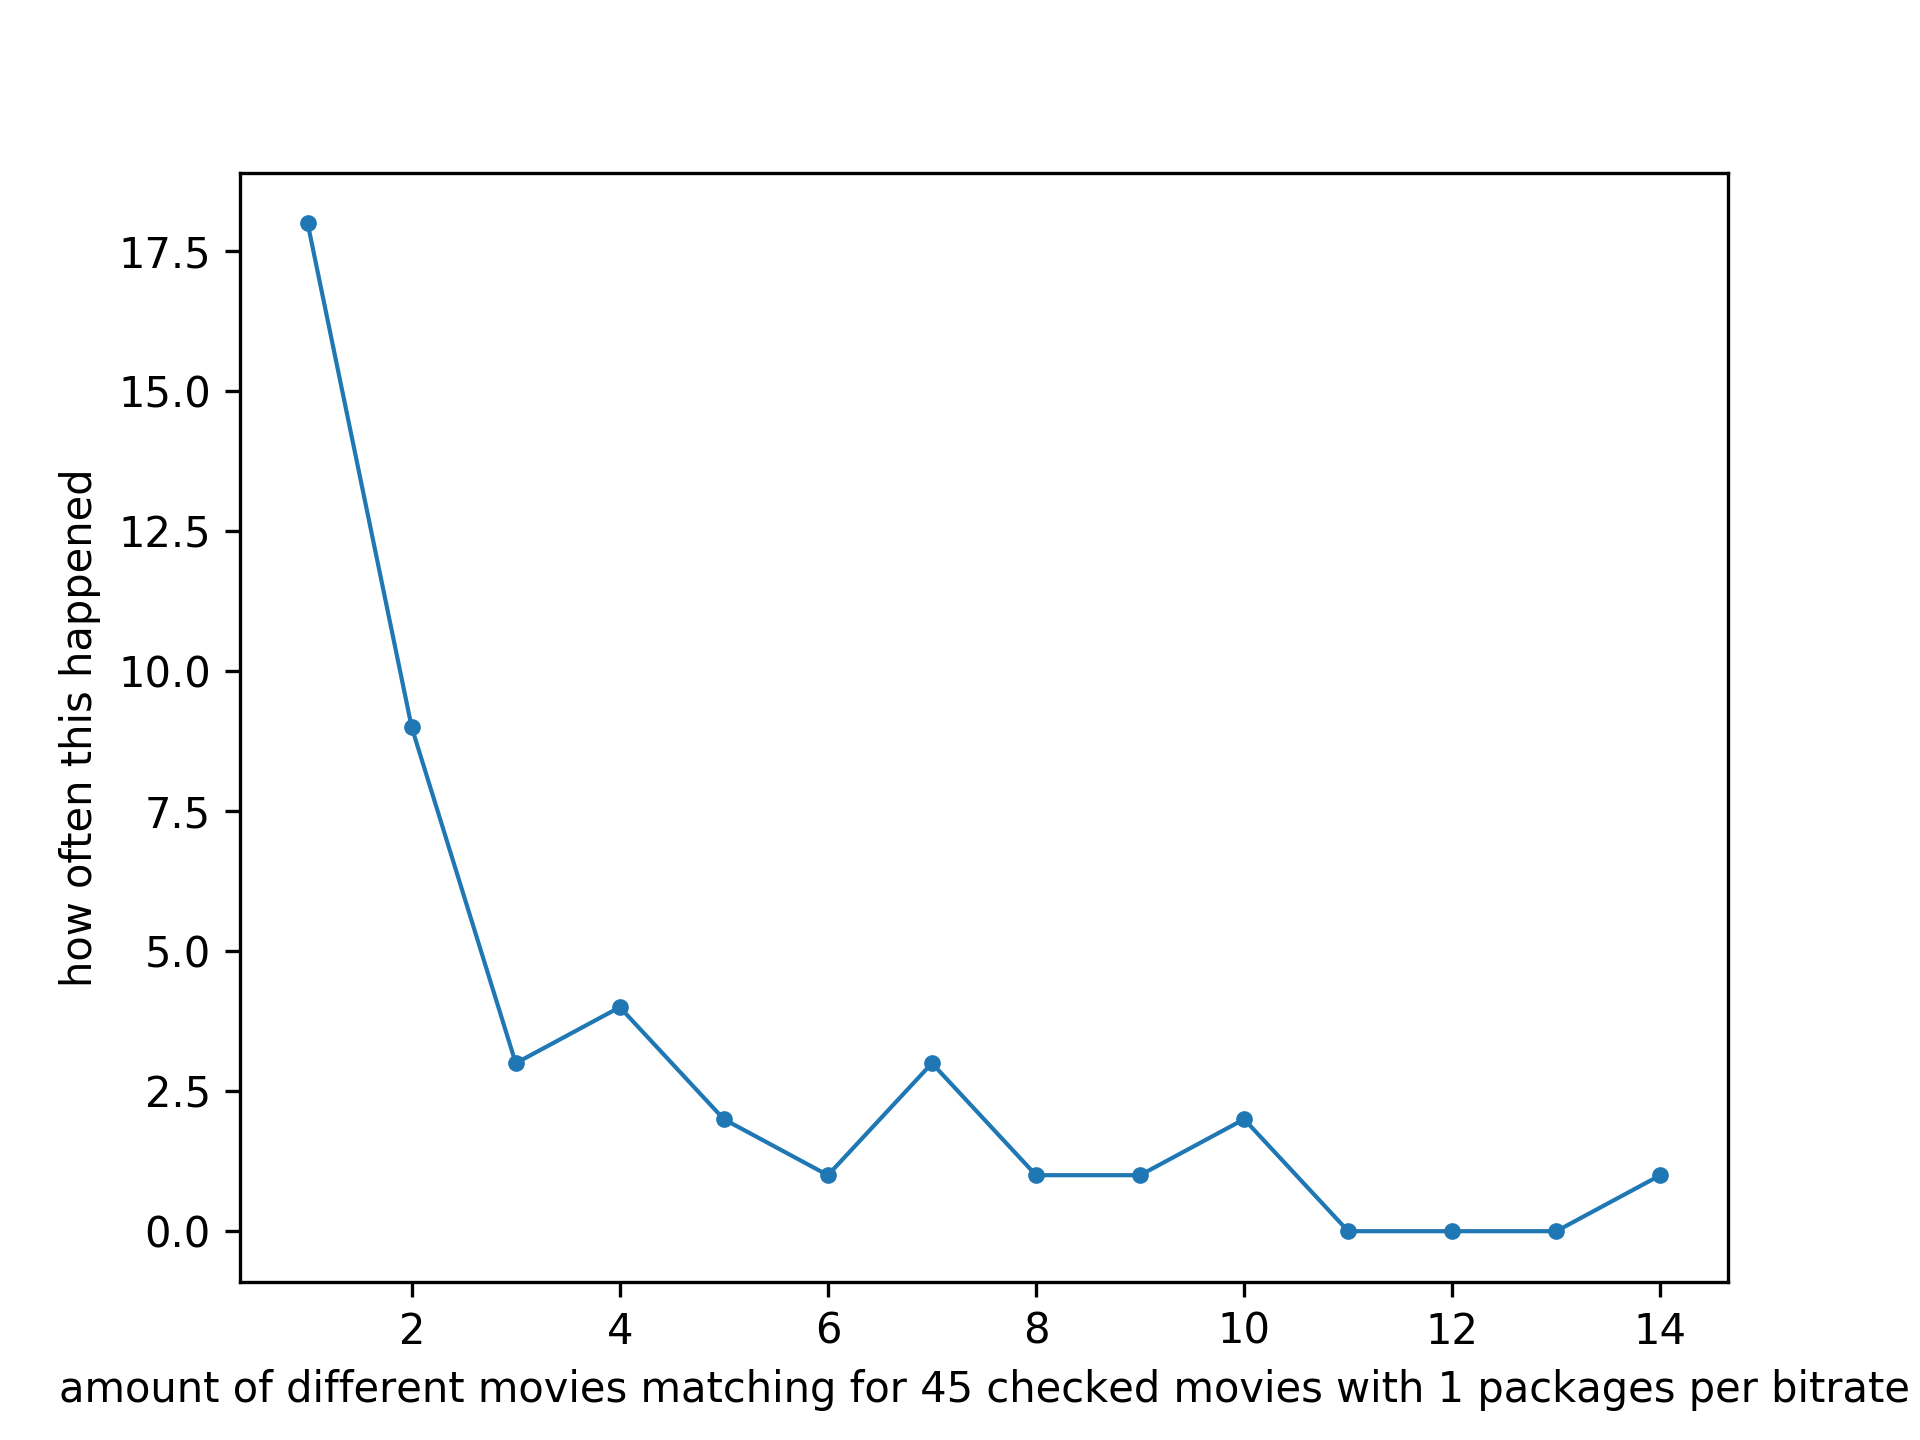 17.5
15.0
12.5
10.0
7.5
5.0
2.5
0.0
how often this happened
2 4 6 8 10 12 14
amount of different movies matching for 45 checked movies with 1 packages per bitrate